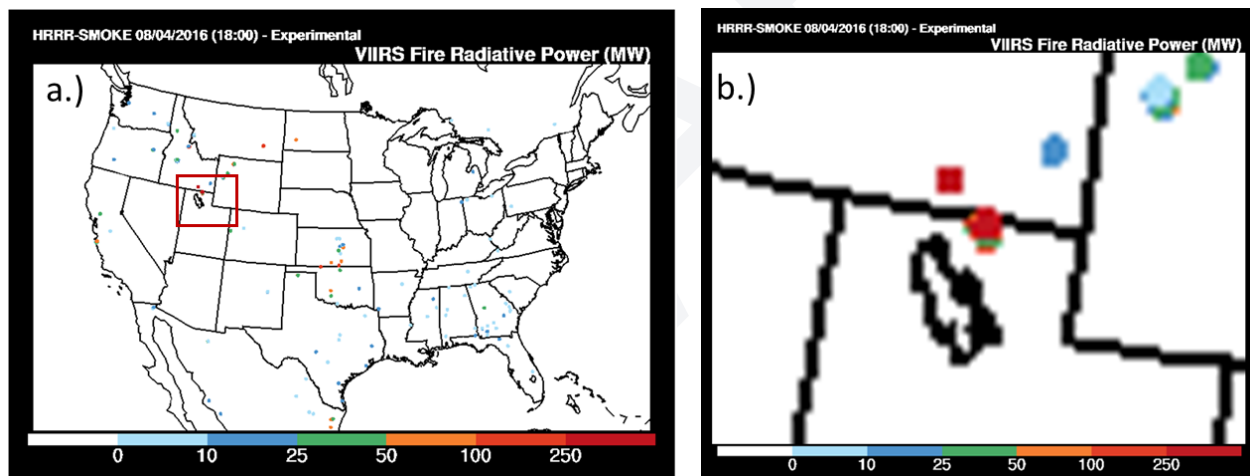 HRRR-SMOKE 08/04/2016 (18:00) - Experimental
VIIRS Fire Radiative Power (MW)
a.)
0 10 25 50 100 250
HRRR-SMOKE 08/04/2016 (18:00) - Experimental
VIIRS Fire Radiative Power (MW)
b.)
0 10 25 50 100 250